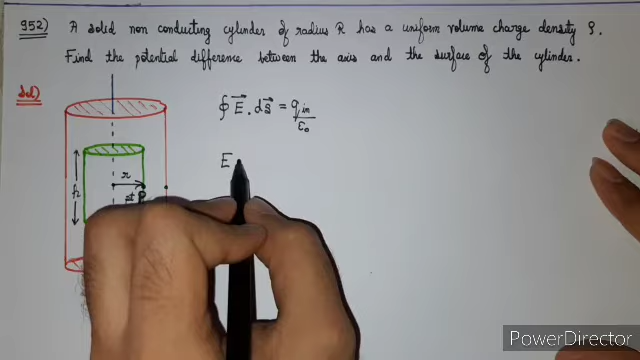 952) A solid non conducting cylinder of radius R has a uniform volume charge density ρ.
Find the potential difference between the axis and the surface of the cylinder.
Sol)
∮ E⃗ . ds⃗ = q_in / ε₀
r
h
E
PowerDirector